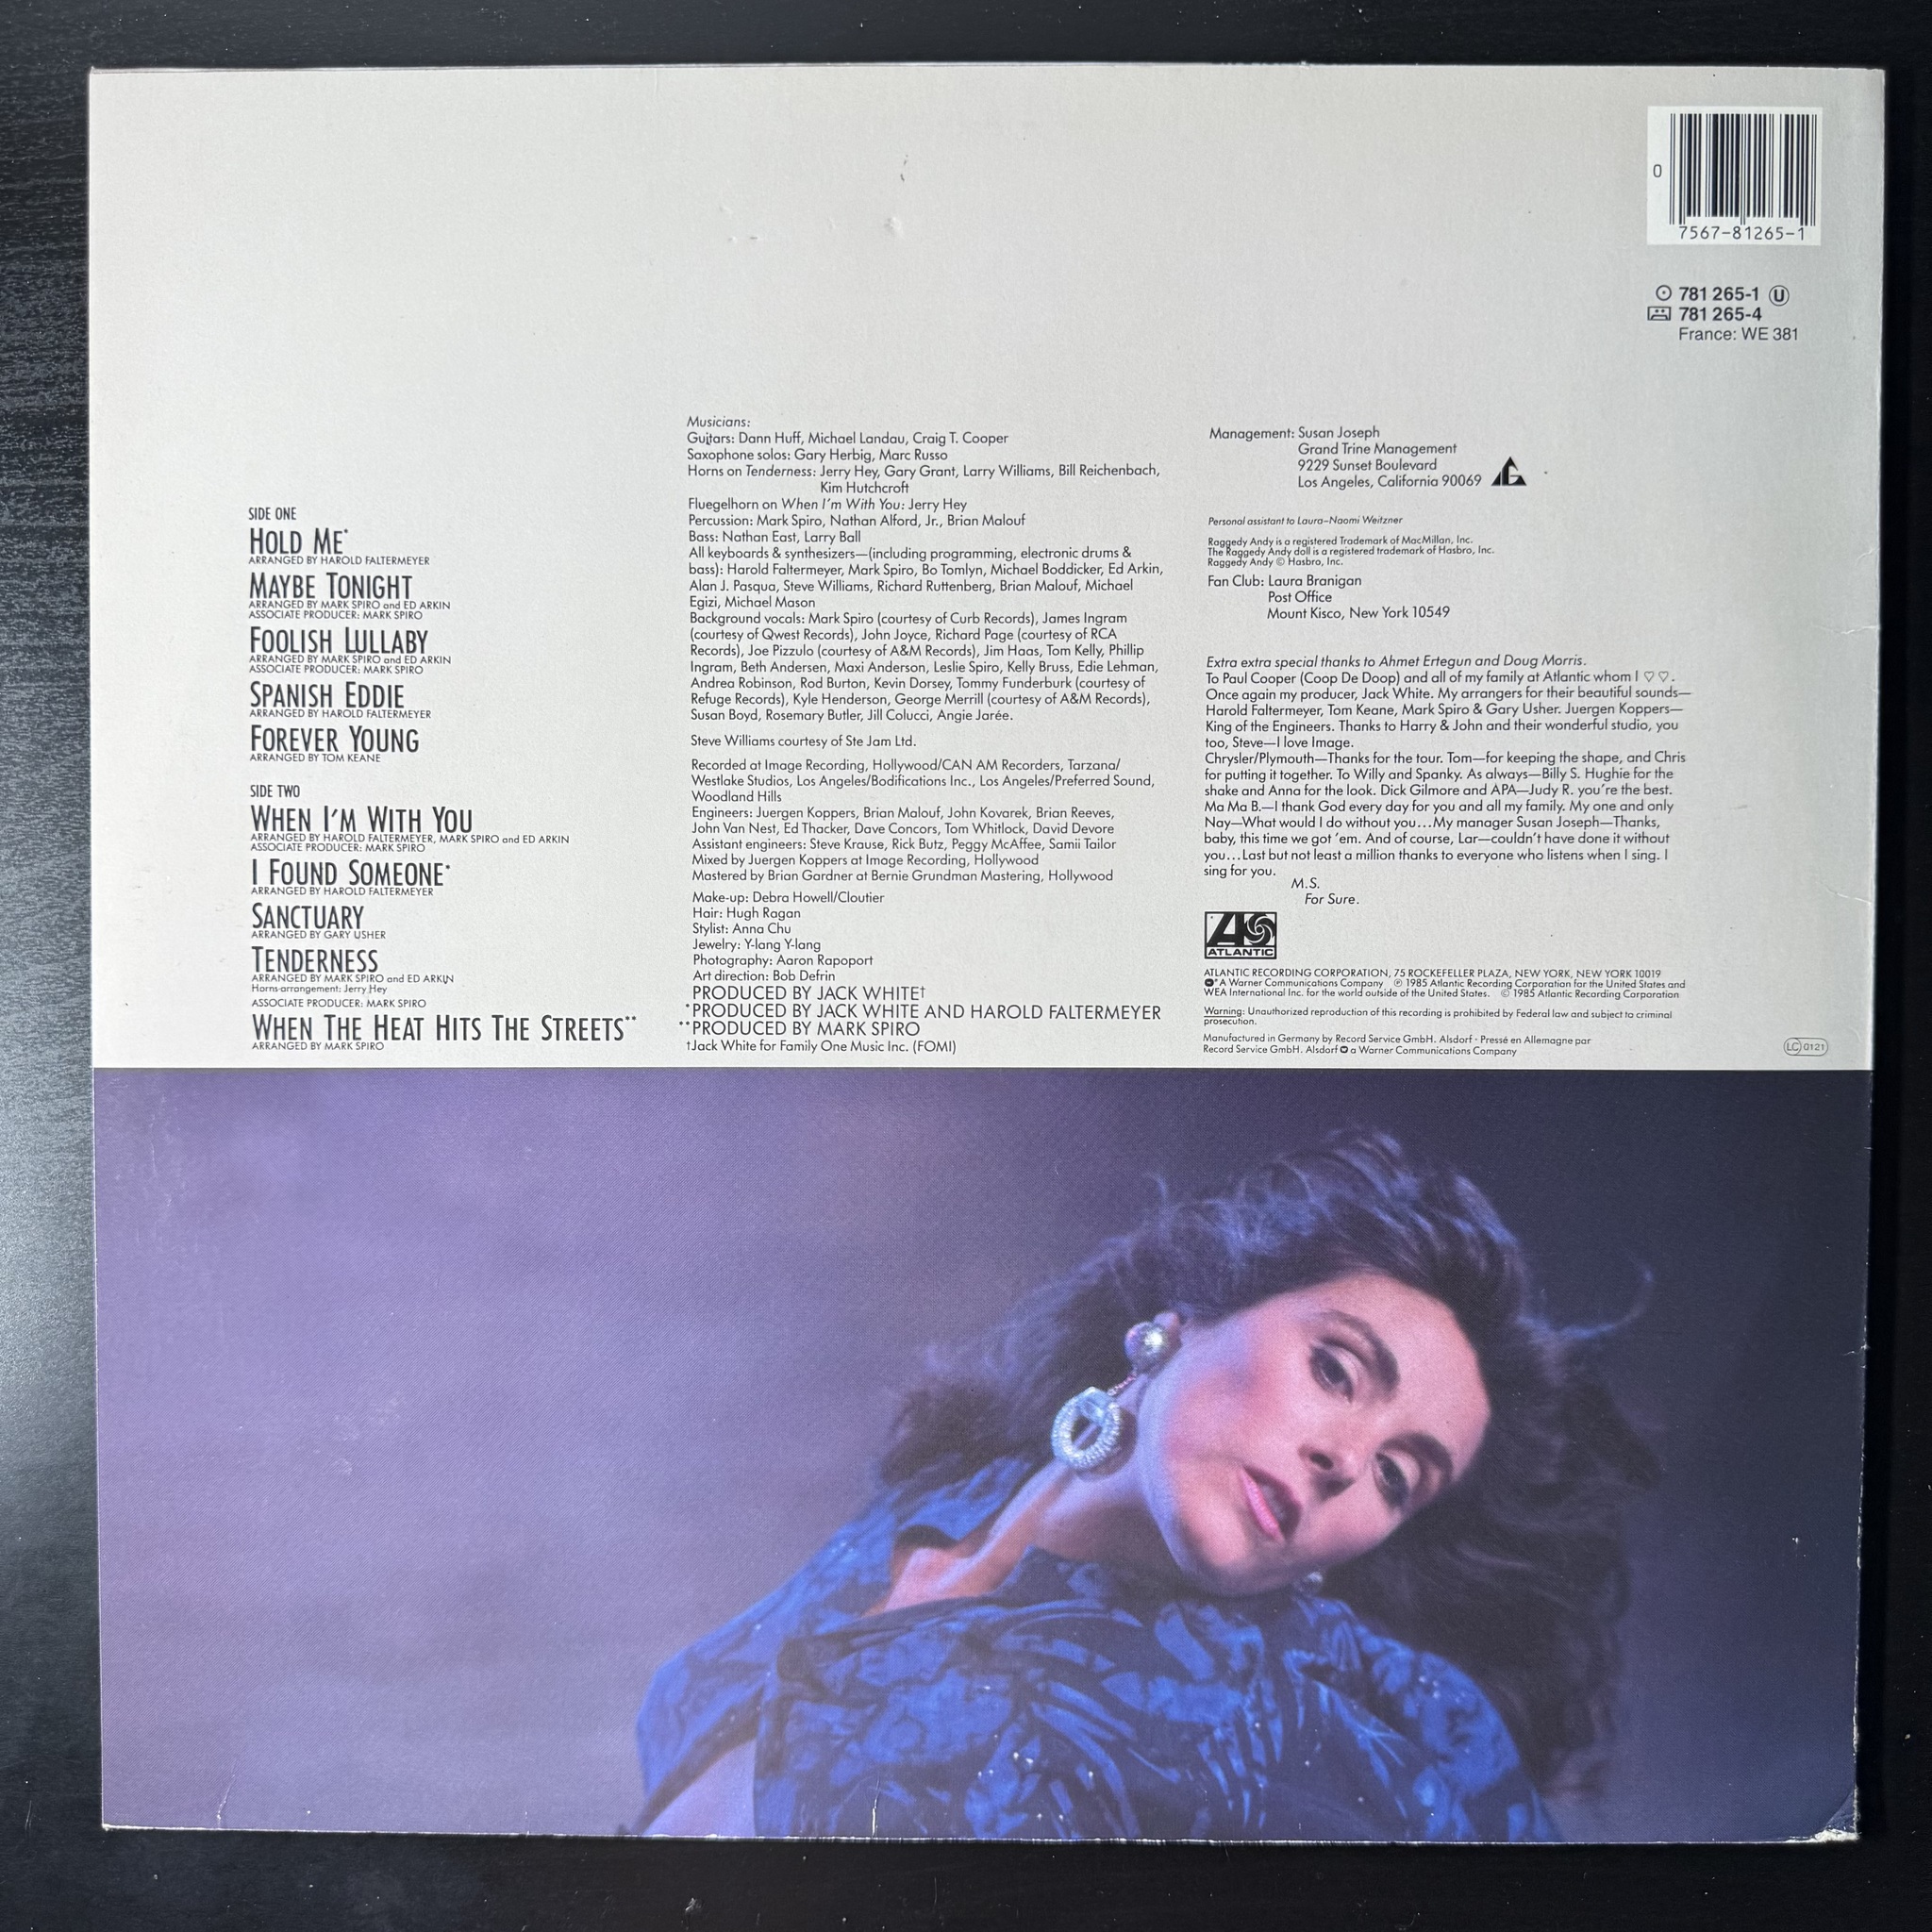 0
7567-81265-1
781 265-1 U
781 265-4
France: WE 381
SIDE ONE
HOLD ME*
ARRANGED BY HAROLD FALTERMEYER
MAYBE TONIGHT
ARRANGED BY MARK SPIRO and ED ARKIN
ASSOCIATE PRODUCER: MARK SPIRO
FOOLISH LULLABY
ARRANGED BY MARK SPIRO and ED ARKIN
ASSOCIATE PRODUCER: MARK SPIRO
SPANISH EDDIE
ARRANGED BY HAROLD FALTERMEYER
FOREVER YOUNG
ARRANGED BY TOM KEANE
SIDE TWO
WHEN I'M WITH YOU
ARRANGED BY HAROLD FALTERMEYER, MARK SPIRO and ED ARKIN
ASSOCIATE PRODUCER: MARK SPIRO
I FOUND SOMEONE*
ARRANGED BY HAROLD FALTERMEYER
SANCTUARY
ARRANGED BY GARY USHER
TENDERNESS
ARRANGED BY MARK SPIRO and ED ARKIN
Horns arrangement: Jerry Hey
ASSOCIATE PRODUCER: MARK SPIRO
WHEN THE HEAT HITS THE STREETS**
ARRANGED BY MARK SPIRO
Musicians:
Guitars: Dann Huff, Michael Landau, Craig T. Cooper
Saxophone solos: Gary Herbig, Marc Russo
Horns on Tenderness: Jerry Hey, Gary Grant, Larry Williams, Bill Reichenbach,
Kim Hutchcroft
Fluegelhorn on When I'm With You: Jerry Hey
Percussion: Mark Spiro, Nathan Alford, Jr., Brian Malouf
Bass: Nathan East, Larry Ball
All keyboards & synthesizers—(including programming, electronic drums &
bass): Harold Faltermeyer, Mark Spiro, Bo Tomlyn, Michael Boddicker, Ed Arkin,
Alan J. Pasqua, Steve Williams, Richard Ruttenberg, Brian Malouf, Michael
Egizi, Michael Mason
Background vocals: Mark Spiro (courtesy of Curb Records), James Ingram
(courtesy of Qwest Records), John Joyce, Richard Page (courtesy of RCA
Records), Joe Pizzulo (courtesy of A&M Records), Jim Haas, Tom Kelly, Phillip
Ingram, Beth Andersen, Maxi Anderson, Leslie Spiro, Kelly Bruss, Edie Lehman,
Andrea Robinson, Rod Burton, Kevin Dorsey, Tommy Funderburk (courtesy of
Refuge Records), Kyle Henderson, George Merrill (courtesy of A&M Records),
Susan Boyd, Rosemary Butler, Jill Colucci, Angie Jarée.
Steve Williams courtesy of Ste Jam Ltd.
Recorded at Image Recording, Hollywood/CAN AM Recorders, Tarzana/
Westlake Studios, Los Angeles/Bodifications Inc., Los Angeles/Preferred Sound,
Woodland Hills
Engineers: Juergen Koppers, Brian Malouf, John Kovarek, Brian Reeves,
John Van Nest, Ed Thacker, Dave Concors, Tom Whitlock, David Devore
Assistant engineers: Steve Krause, Rick Butz, Peggy McAffee, Samii Tailor
Mixed by Juergen Koppers at Image Recording, Hollywood
Mastered by Brian Gardner at Bernie Grundman Mastering, Hollywood
Make-up: Debra Howell/Cloutier
Hair: Hugh Ragan
Stylist: Anna Chu
Jewelry: Y-lang Y-lang
Photography: Aaron Rapoport
Art direction: Bob Defrin
PRODUCED BY JACK WHITE†
*PRODUCED BY JACK WHITE AND HAROLD FALTERMEYER
**PRODUCED BY MARK SPIRO
†Jack White for Family One Music Inc. (FOMI)
Management: Susan Joseph
Grand Trine Management
9229 Sunset Boulevard
Los Angeles, California 90069
Personal assistant to Laura–Naomi Weitzner
Raggedy Andy is a registered Trademark of MacMillan, Inc.
The Raggedy Andy doll is a registered trademark of Hasbro, Inc.
Raggedy Andy © Hasbro, Inc.
Fan Club: Laura Branigan
Post Office
Mount Kisco, New York 10549
Extra extra special thanks to Ahmet Ertegun and Doug Morris.
To Paul Cooper (Coop De Doop) and all of my family at Atlantic whom I ♡ ♡.
Once again my producer, Jack White. My arrangers for their beautiful sounds—
Harold Faltermeyer, Tom Keane, Mark Spiro & Gary Usher. Juergen Koppers—
King of the Engineers. Thanks to Harry & John and their wonderful studio, you
too, Steve—I love Image.
Chrysler/Plymouth—Thanks for the tour. Tom—for keeping the shape, and Chris
for putting it together. To Willy and Spanky. As always—Billy S. Hughie for the
shake and Anna for the look. Dick Gilmore and APA—Judy R. you're the best.
Ma Ma B.—I thank God every day for you and all my family. My one and only
Nay—What would I do without you...My manager Susan Joseph—Thanks,
baby, this time we got 'em. And of course, Lar—couldn't have done it without
you...Last but not least a million thanks to everyone who listens when I sing. I
sing for you.
M.S.
For Sure.
ATLANTIC
ATLANTIC RECORDING CORPORATION, 75 ROCKEFELLER PLAZA, NEW YORK, NEW YORK 10019
®A Warner Communications Company ℗ 1985 Atlantic Recording Corporation for the United States and
WEA International Inc. for the world outside of the United States. © 1985 Atlantic Recording Corporation
Warning: Unauthorized reproduction of this recording is prohibited by Federal law and subject to criminal
prosecution.
Manufactured in Germany by Record Service GmbH. Alsdorf · Pressé en Allemagne par
Record Service GmbH. Alsdorf a Warner Communications Company
LC 0121